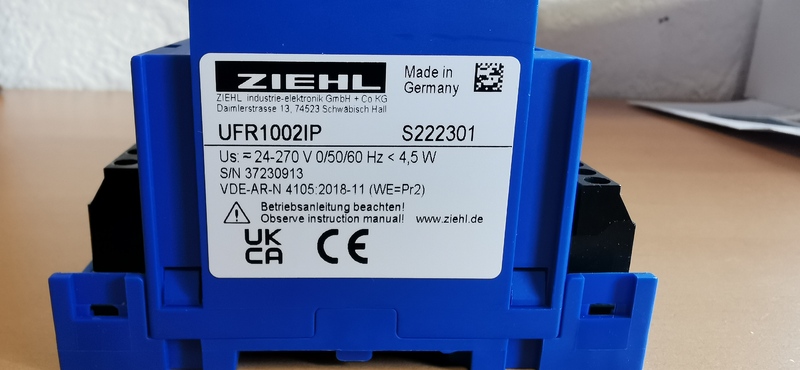 ZIEHL
Made in
Germany
ZIEHL industrie-elektronik GmbH + Co KG
Daimlerstrasse 13, 74523 Schwäbisch Hall
UFR1002IP S222301
Us: ≂ 24-270 V 0/50/60 Hz < 4,5 W
S/N 37230913
VDE-AR-N 4105:2018-11 (WE=Pr2)
Betriebsanleitung beachten!
Observe instruction manual! www.ziehl.de
UK
CA CE